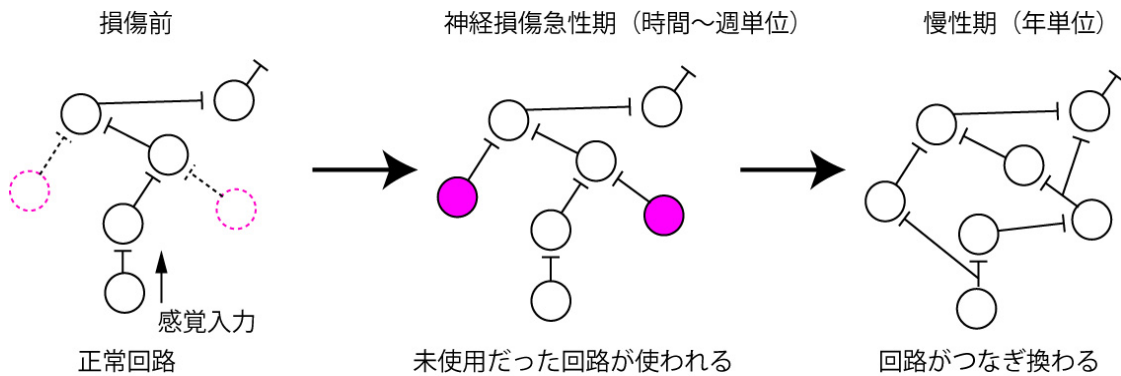 損傷前
神経損傷急性期（時間～週単位）
慢性期（年単位）
感覚入力
正常回路
未使用だった回路が使われる
回路がつなぎ換わる